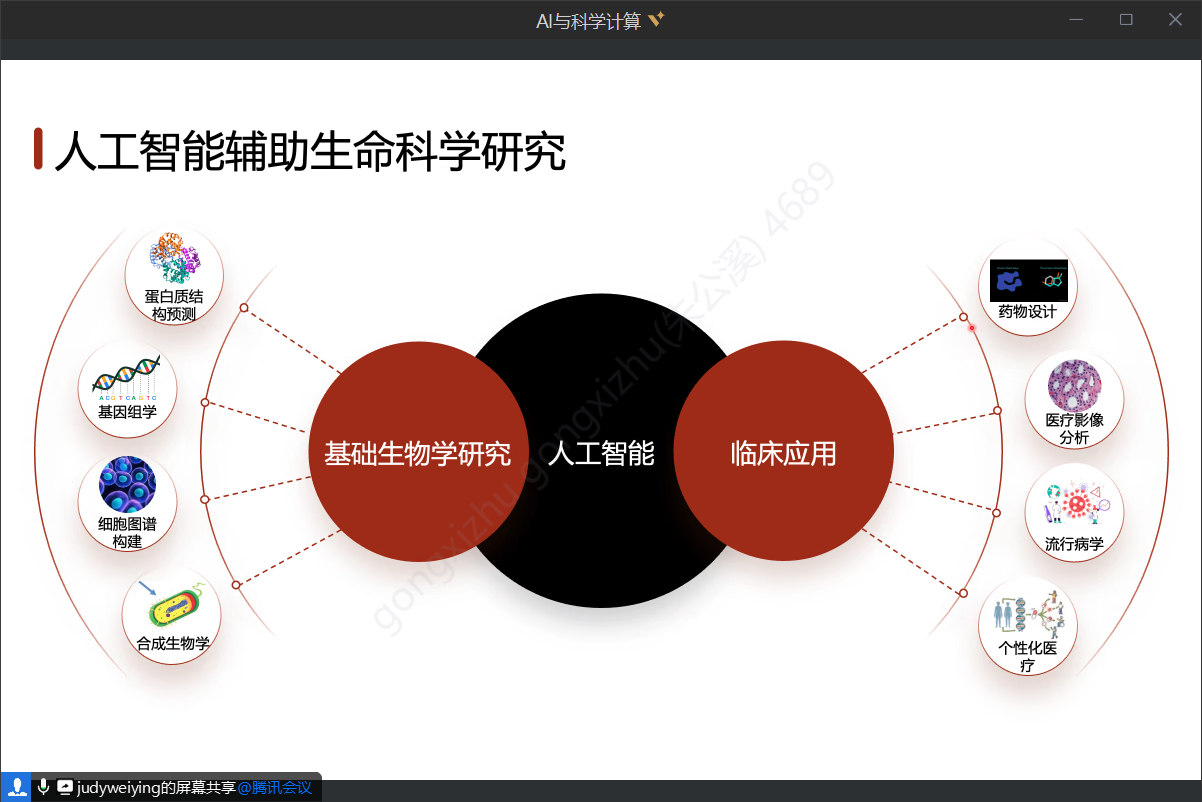 AI与科学计算
人工智能辅助生命科学研究
蛋白质结
构预测
A C G T C A G T C
基因组学
细胞图谱
构建
合成生物学
基础生物学研究
人工智能
临床应用
药物设计
医疗影像
分析
流行病学
个性化医
疗
gongxizhu gongxizhu(朱公溪) 4689
judyweiying的屏幕共享@腾讯会议